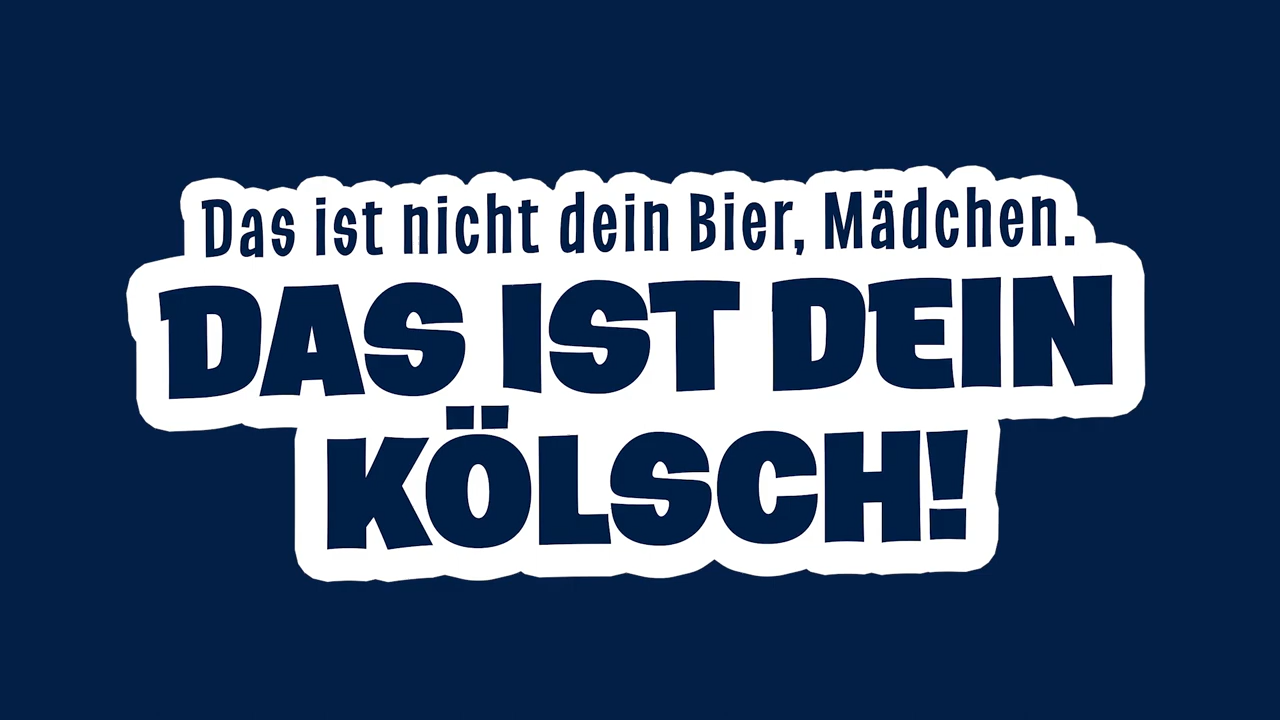 Das ist nicht dein Bier, Mädchen.
DAS IST DEIN
KÖLSCH!